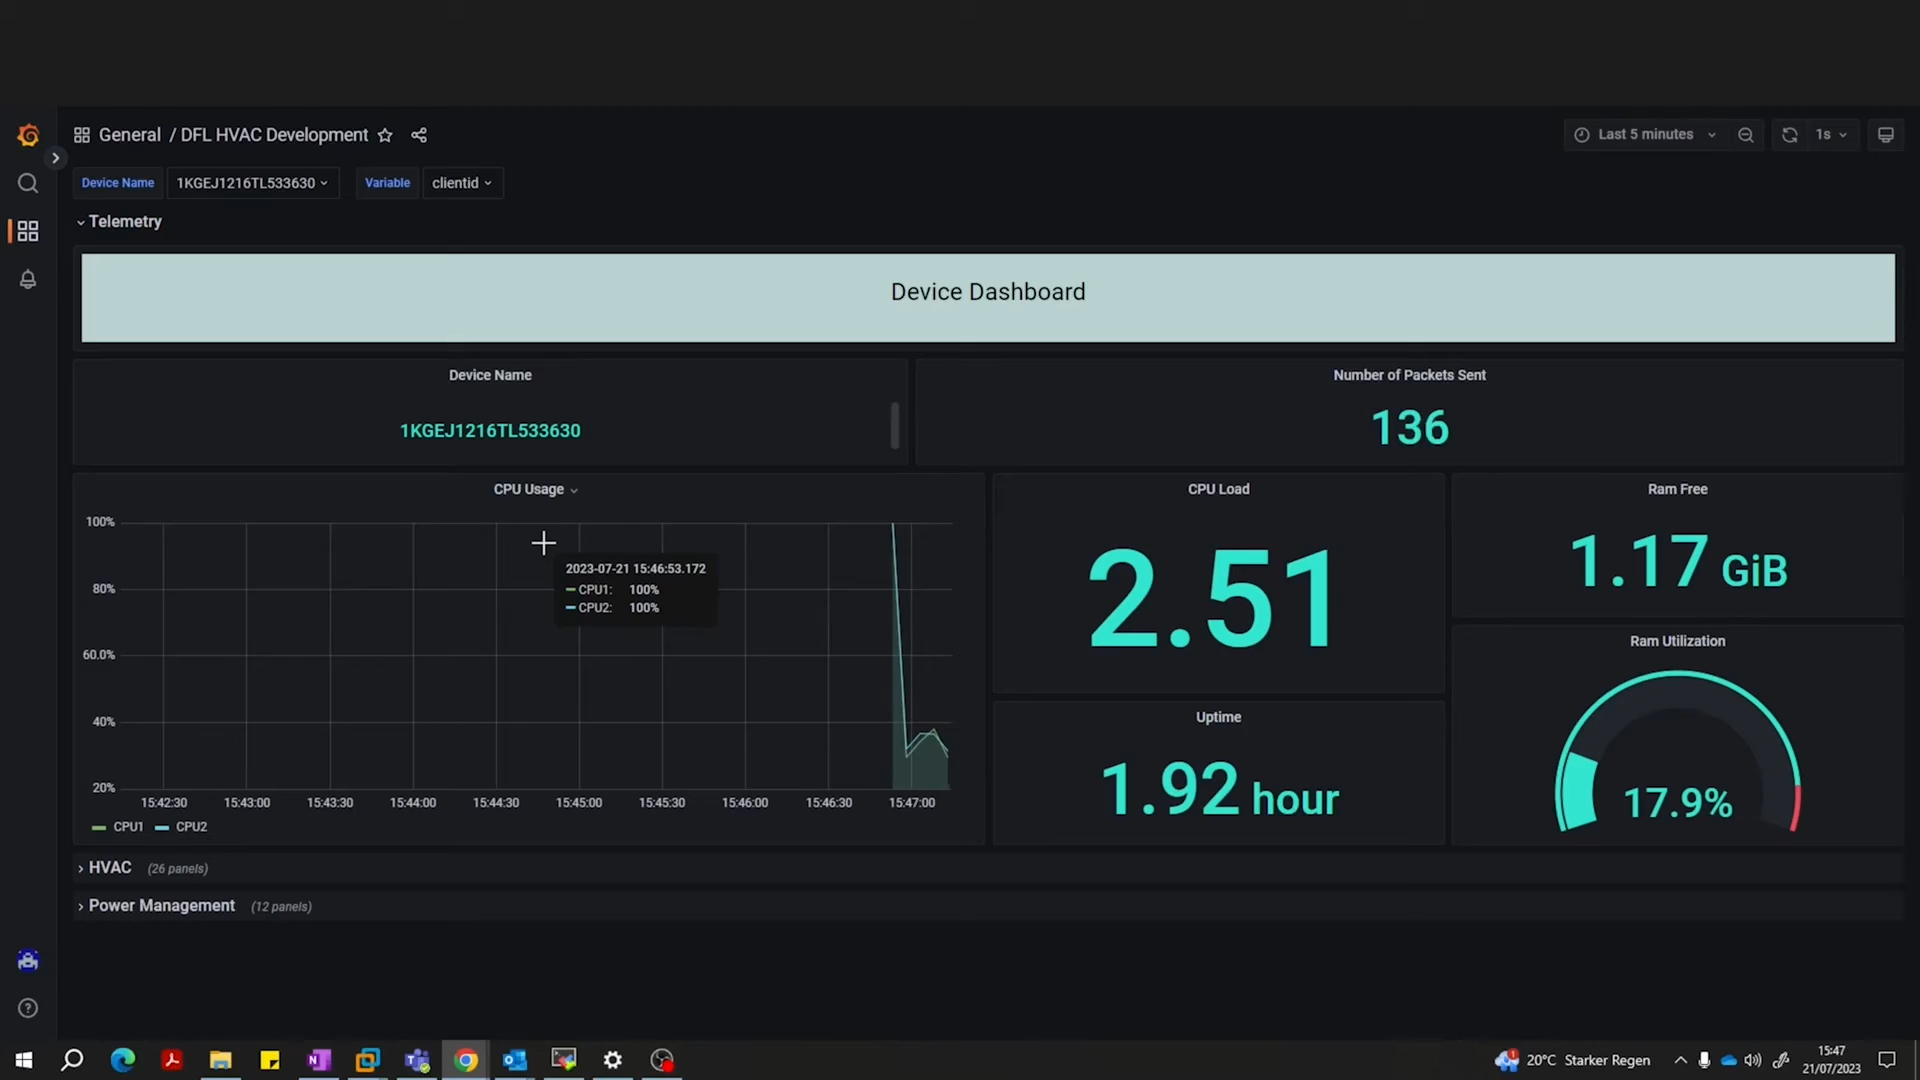 General / DFL HVAC Development
Last 5 minutes
1s
Device Name 1KGEJ1216TL533630 Variable clientid
Telemetry
Device Dashboard
Device Name
1KGEJ1216TL533630
Number of Packets Sent
136
CPU Usage
100%
80%
60.0%
40%
20%
15:42:30 15:43:00 15:43:30 15:44:00 15:44:30 15:45:00 15:45:30 15:46:00 15:46:30 15:47:00
CPU1 CPU2
2023-07-21 15:46:53.172
CPU1: 100%
CPU2: 100%
CPU Load
2.51
Ram Free
1.17 GiB
Uptime
1.92 hour
Ram Utilization
17.9%
HVAC (26 panels)
Power Management (12 panels)
20°C Starker Regen
15:47
21/07/2023